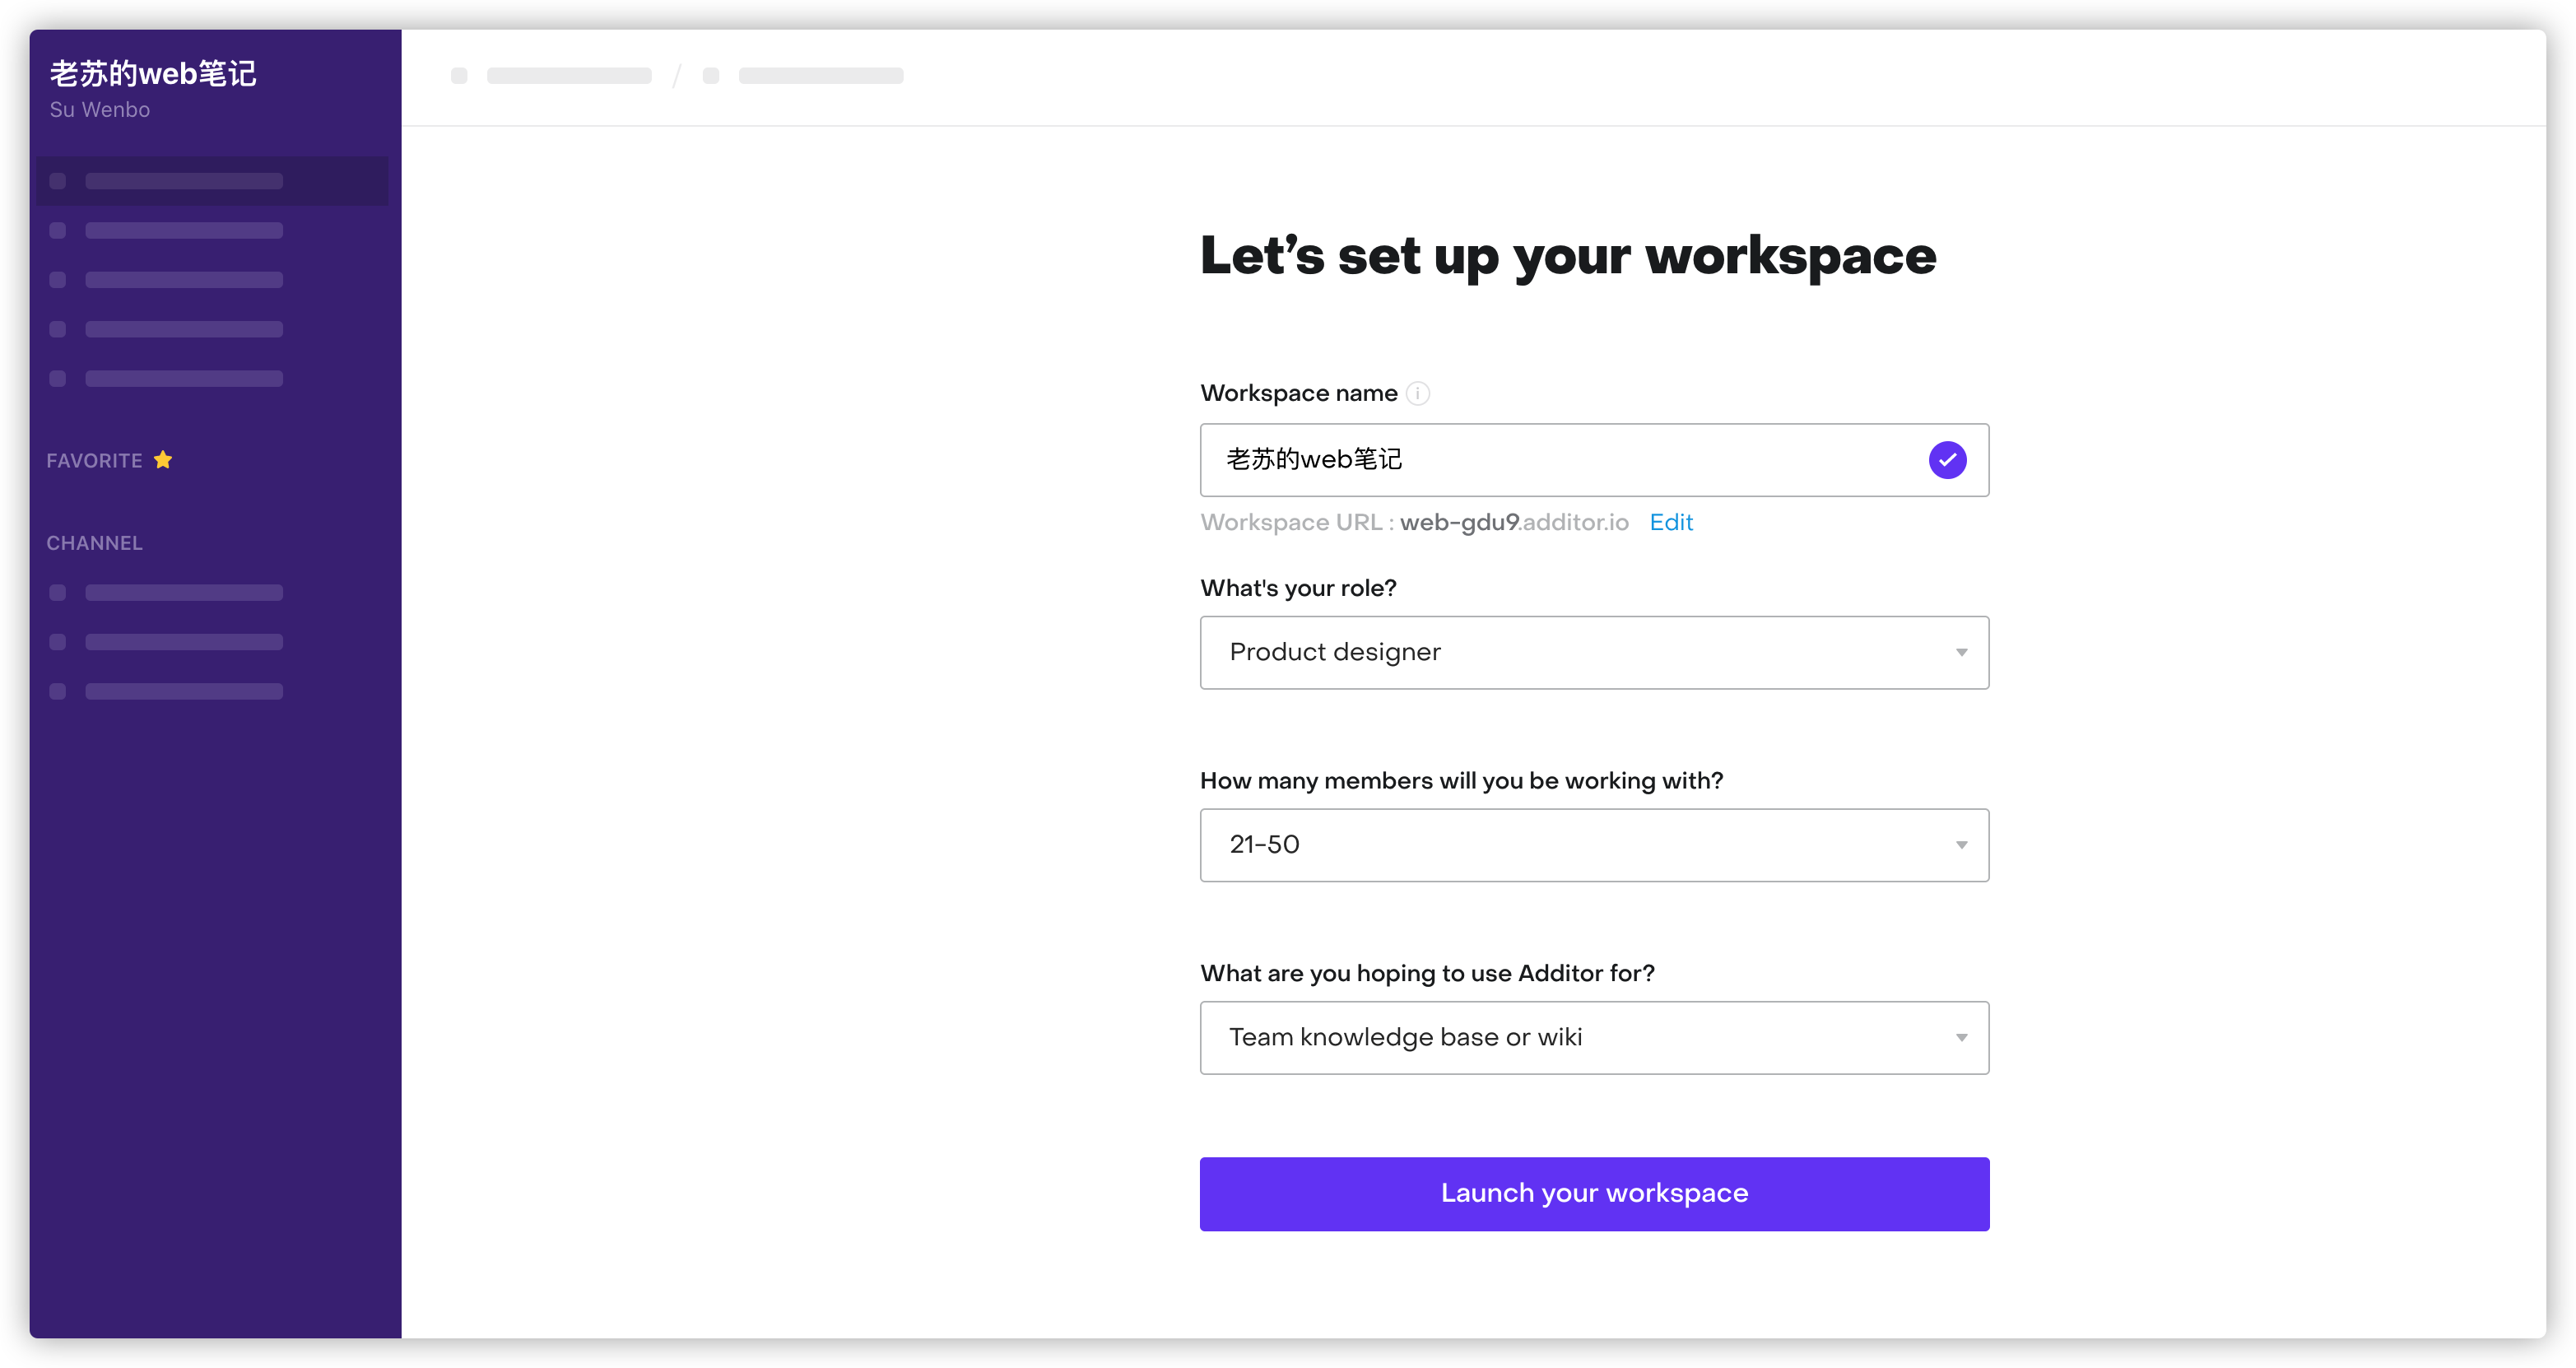 老苏的web笔记
Su Wenbo
FAVORITE ⭐
CHANNEL
/
Let’s set up your workspace
Workspace name
老苏的web笔记
Workspace URL : web-gdu9.additor.io Edit
What's your role?
Product designer
How many members will you be working with?
21-50
What are you hoping to use Additor for?
Team knowledge base or wiki
Launch your workspace